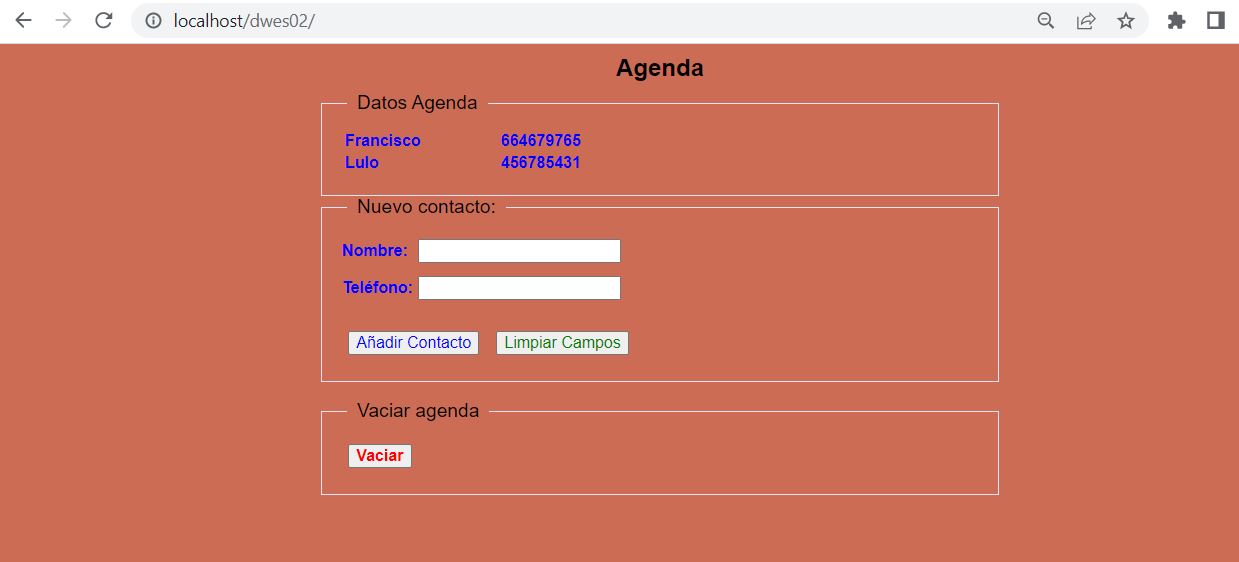 localhost/dwes02/
Agenda
Datos Agenda
Francisco 664679765
Lulo 456785431
Nuevo contacto:
Nombre:
Teléfono:
Añadir Contacto Limpiar Campos
Vaciar agenda
Vaciar